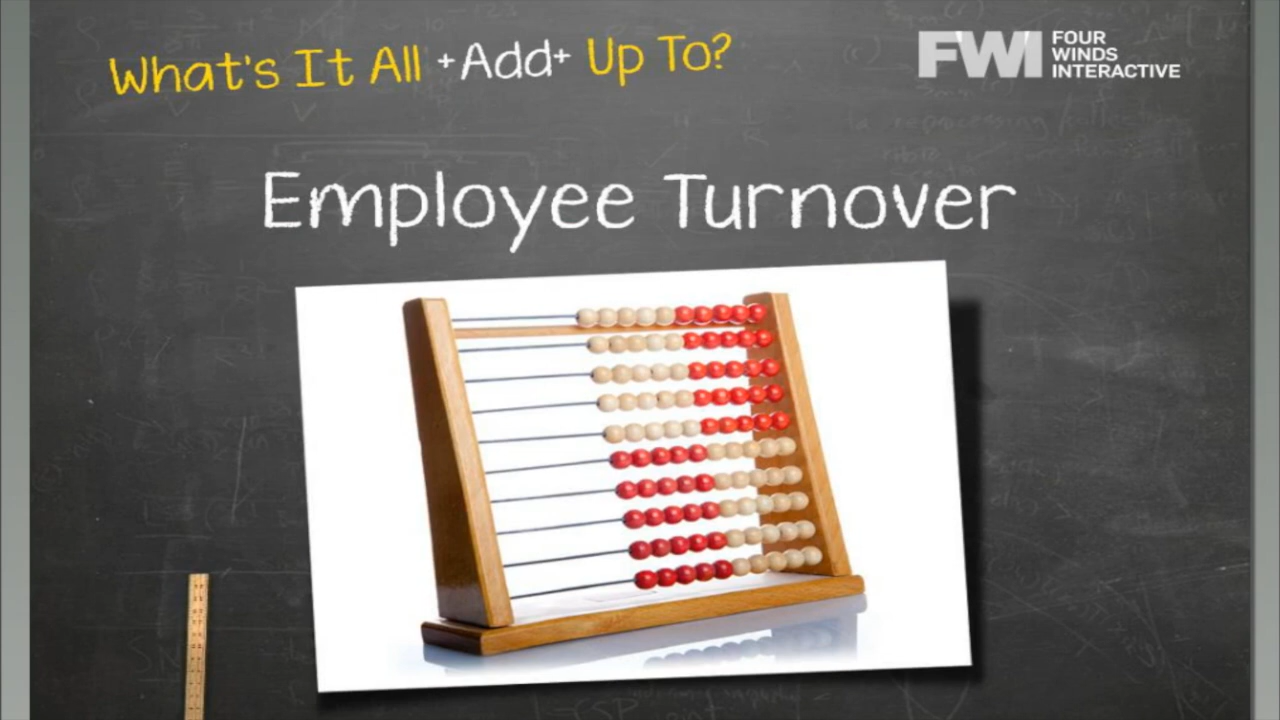 What's It All +Add+ Up To?
FWI FOUR
WINDS
INTERACTIVE
Employee Turnover